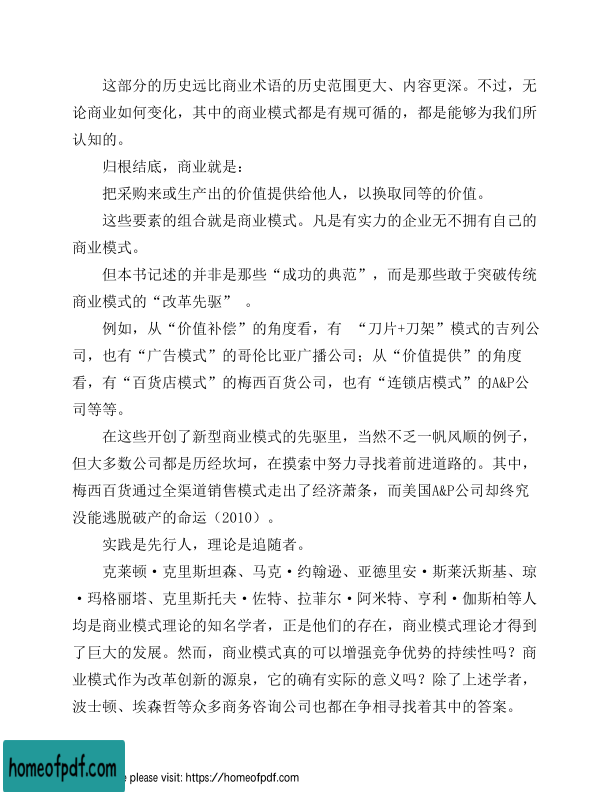 这部分的历史远比商业术语的历史范围更大、内容更深。不过，无
论商业如何变化，其中的商业模式都是有规可循的，都是能够为我们所
认知的。
归根结底，商业就是：
把采购来或生产出的价值提供给他人，以换取同等的价值。
这些要素的组合就是商业模式。凡是有实力的企业无不拥有自己的
商业模式。
但本书记述的并非是那些“成功的典范”，而是那些敢于突破传统
商业模式的“改革先驱” 。
例如，从“价值补偿”的角度看，有 “刀片+刀架”模式的吉列公
司，也有“广告模式”的哥伦比亚广播公司；从“价值提供”的角度
看，有“百货店模式”的梅西百货公司，也有“连锁店模式”的A&P公
司等等。
在这些开创了新型商业模式的先驱里，当然不乏一帆风顺的例子，
但大多数公司都是历经坎坷，在摸索中努力寻找着前进道路的。其中，
梅西百货通过全渠道销售模式走出了经济萧条，而美国A&P公司却终究
没能逃脱破产的命运（2010）。
实践是先行人，理论是追随者。
克莱顿·克里斯坦森、马克·约翰逊、亚德里安·斯莱沃斯基、琼
·玛格丽塔、克里斯托夫·佐特、拉菲尔·阿米特、亨利·伽斯柏等人
均是商业模式理论的知名学者，正是他们的存在，商业模式理论才得到
了巨大的发展。然而，商业模式真的可以增强竞争优势的持续性吗？商
业模式作为改革创新的源泉，它的确有实际的意义吗？除了上述学者，
波士顿、埃森哲等众多商务咨询公司也都在争相寻找着其中的答案。
homeofpdf.com
e please visit: https://homeofpdf.com